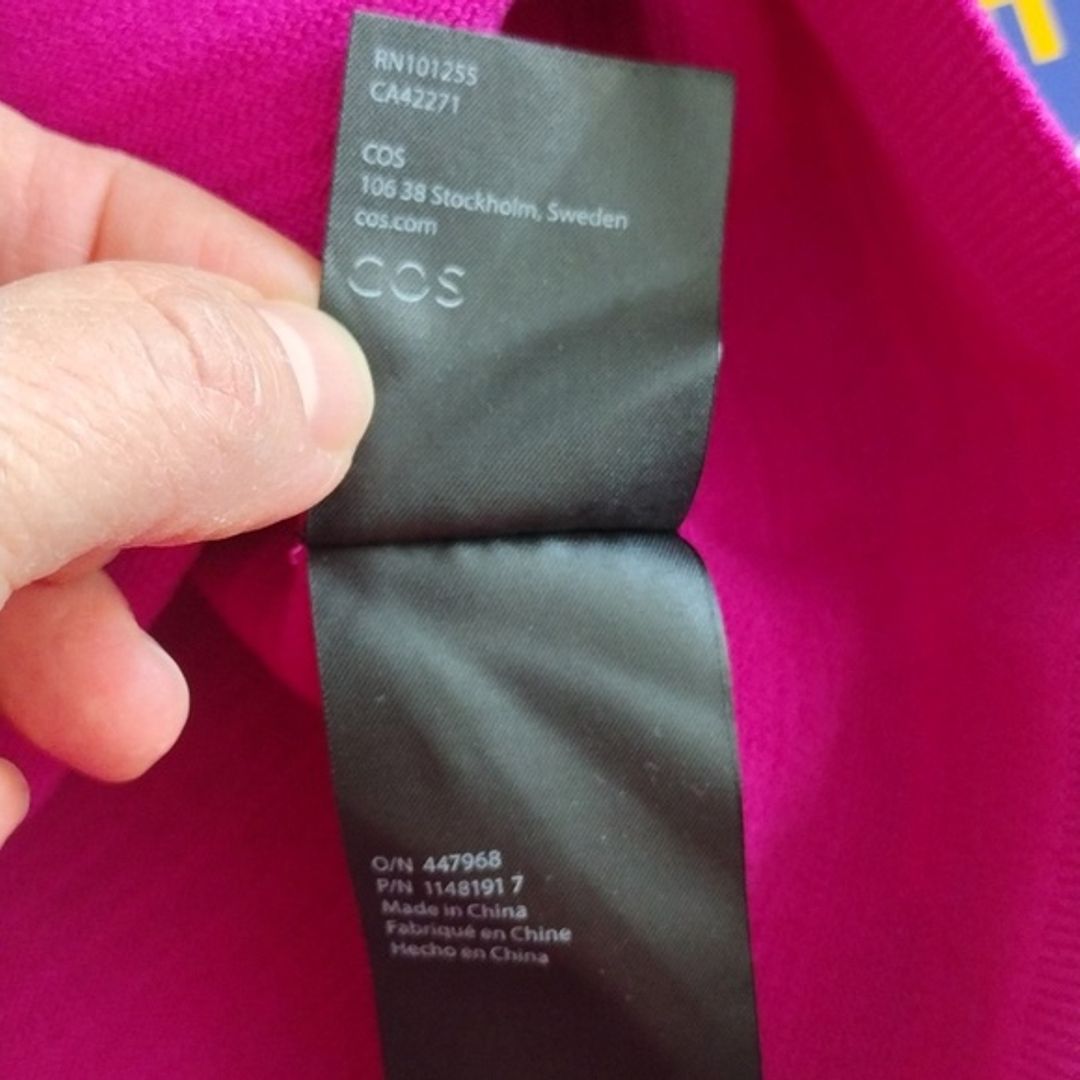 RN101255
CA42271
COS
106 38 Stockholm, Sweden
cos.com
COS
O/N 447968
P/N 1148191 7
Made in China
Fabriqué en Chine
Hecho en China